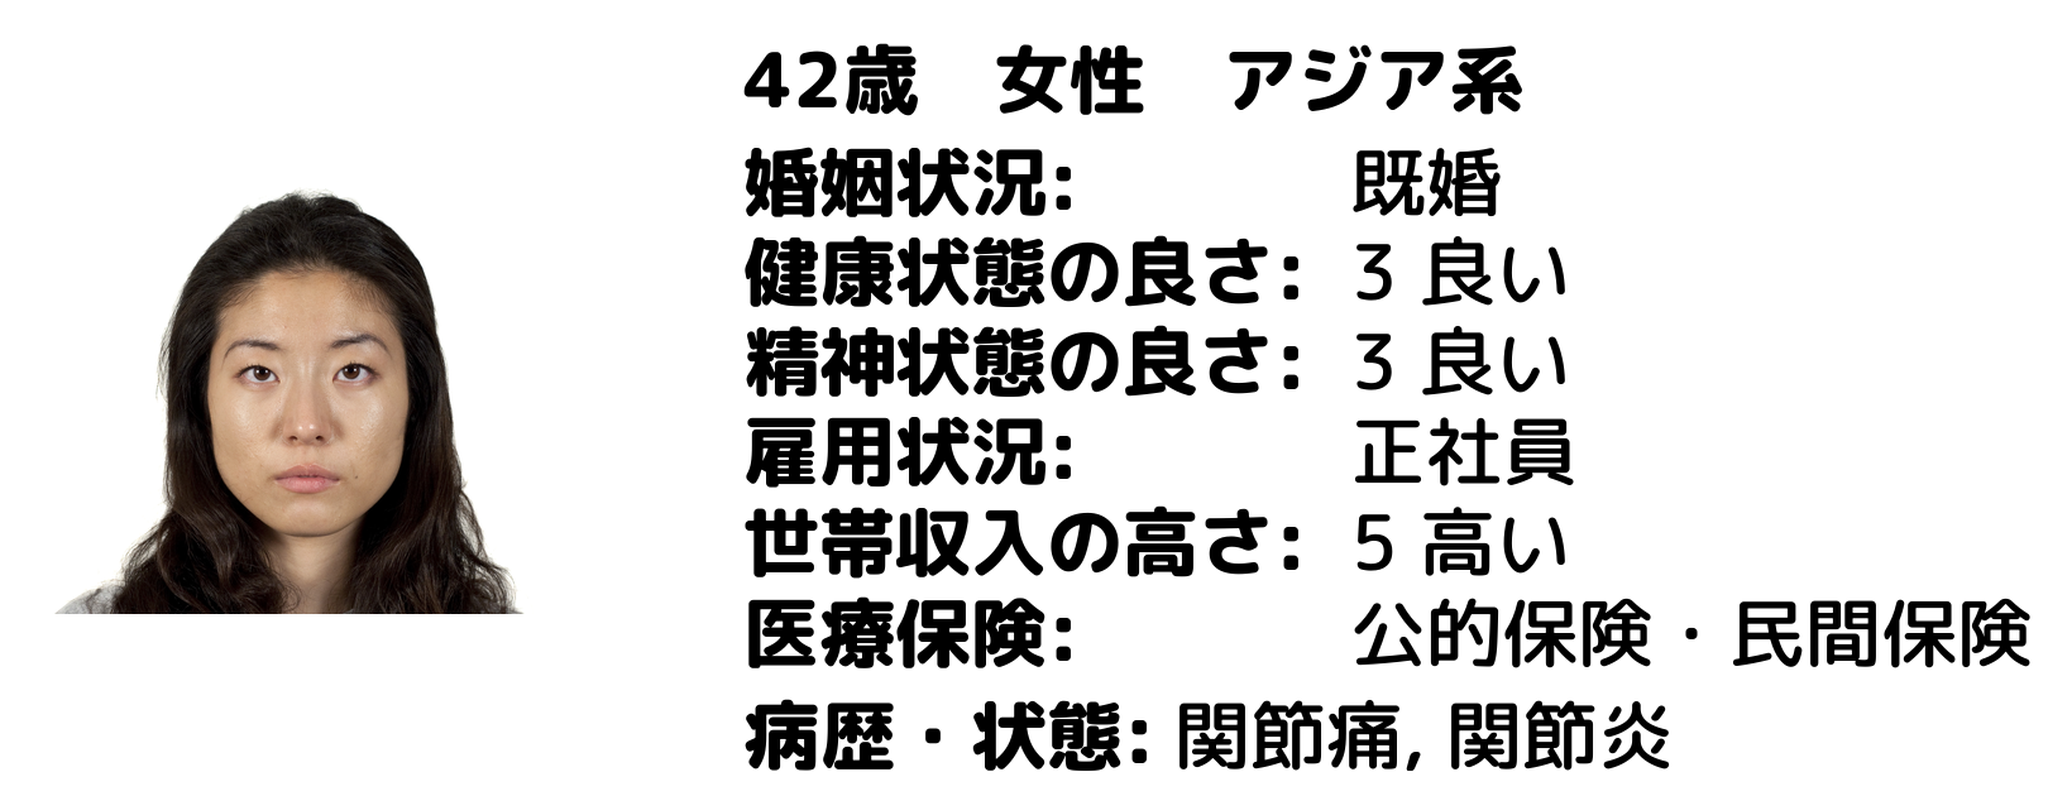 42歳　女性　アジア系
婚姻状況: 既婚
健康状態の良さ: 3 良い
精神状態の良さ: 3 良い
雇用状況: 正社員
世帯収入の高さ: 5 高い
医療保険: 公的保険・民間保険
病歴・状態: 関節痛, 関節炎